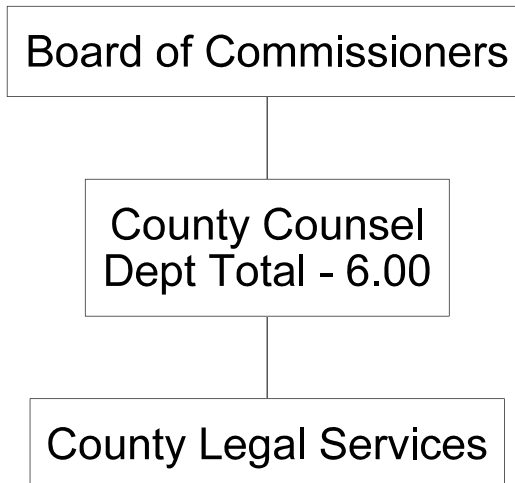 Board of Commissioners
County Counsel
Dept Total - 6.00
County Legal Services